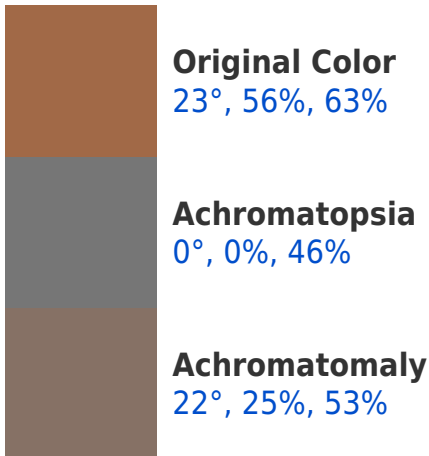 Original Color
23°, 56%, 63%
Achromatopsia
0°, 0%, 46%
Achromatomaly
22°, 25%, 53%